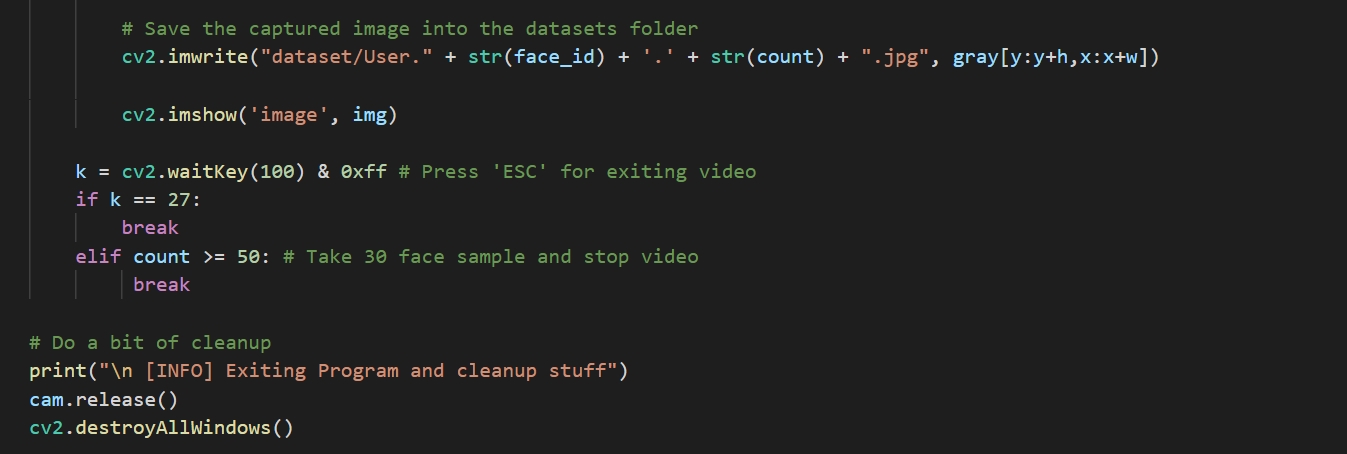 # Save the captured image into the datasets folder
cv2.imwrite("dataset/User." + str(face_id) + '.' + str(count) + ".jpg", gray[y:y+h,x:x+w])
cv2.imshow('image', img)
k = cv2.waitKey(100) & 0xff # Press 'ESC' for exiting video
if k == 27:
break
elif count >= 50: # Take 30 face sample and stop video
break
# Do a bit of cleanup
print("\n [INFO] Exiting Program and cleanup stuff")
cam.release()
cv2.destroyAllWindows()